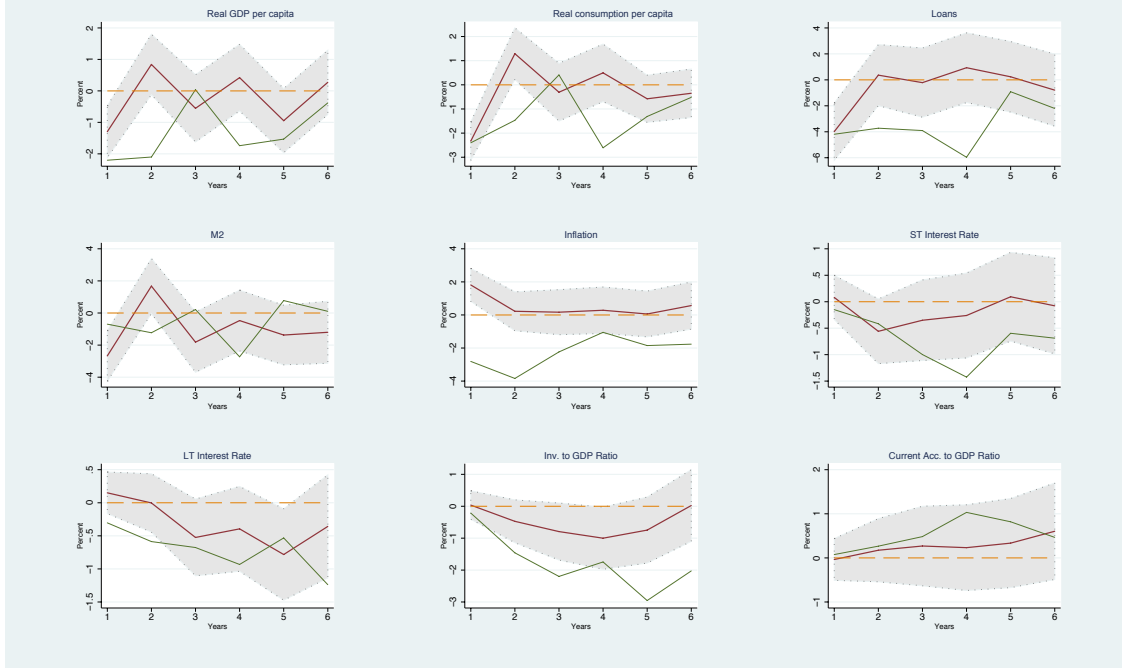 Real GDP per capita
Percent
2
1
0
−1
−2
1 2 3 4 5 6
Years
Real consumption per capita
Percent
2
1
0
−1
−2
−3
1 2 3 4 5 6
Years
Loans
Percent
4
2
0
−2
−4
−6
1 2 3 4 5 6
Years
M2
Percent
4
2
0
−2
−4
1 2 3 4 5 6
Years
Inflation
Percent
4
2
0
−2
−4
1 2 3 4 5 6
Years
ST Interest Rate
Percent
1
.5
0
−.5
−1
−1.5
1 2 3 4 5 6
Years
LT Interest Rate
Percent
.5
0
−.5
−1
−1.5
1 2 3 4 5 6
Years
Inv. to GDP Ratio
Percent
1
0
−1
−2
−3
1 2 3 4 5 6
Years
Current Acc. to GDP Ratio
Percent
2
1
0
−1
1 2 3 4 5 6
Years